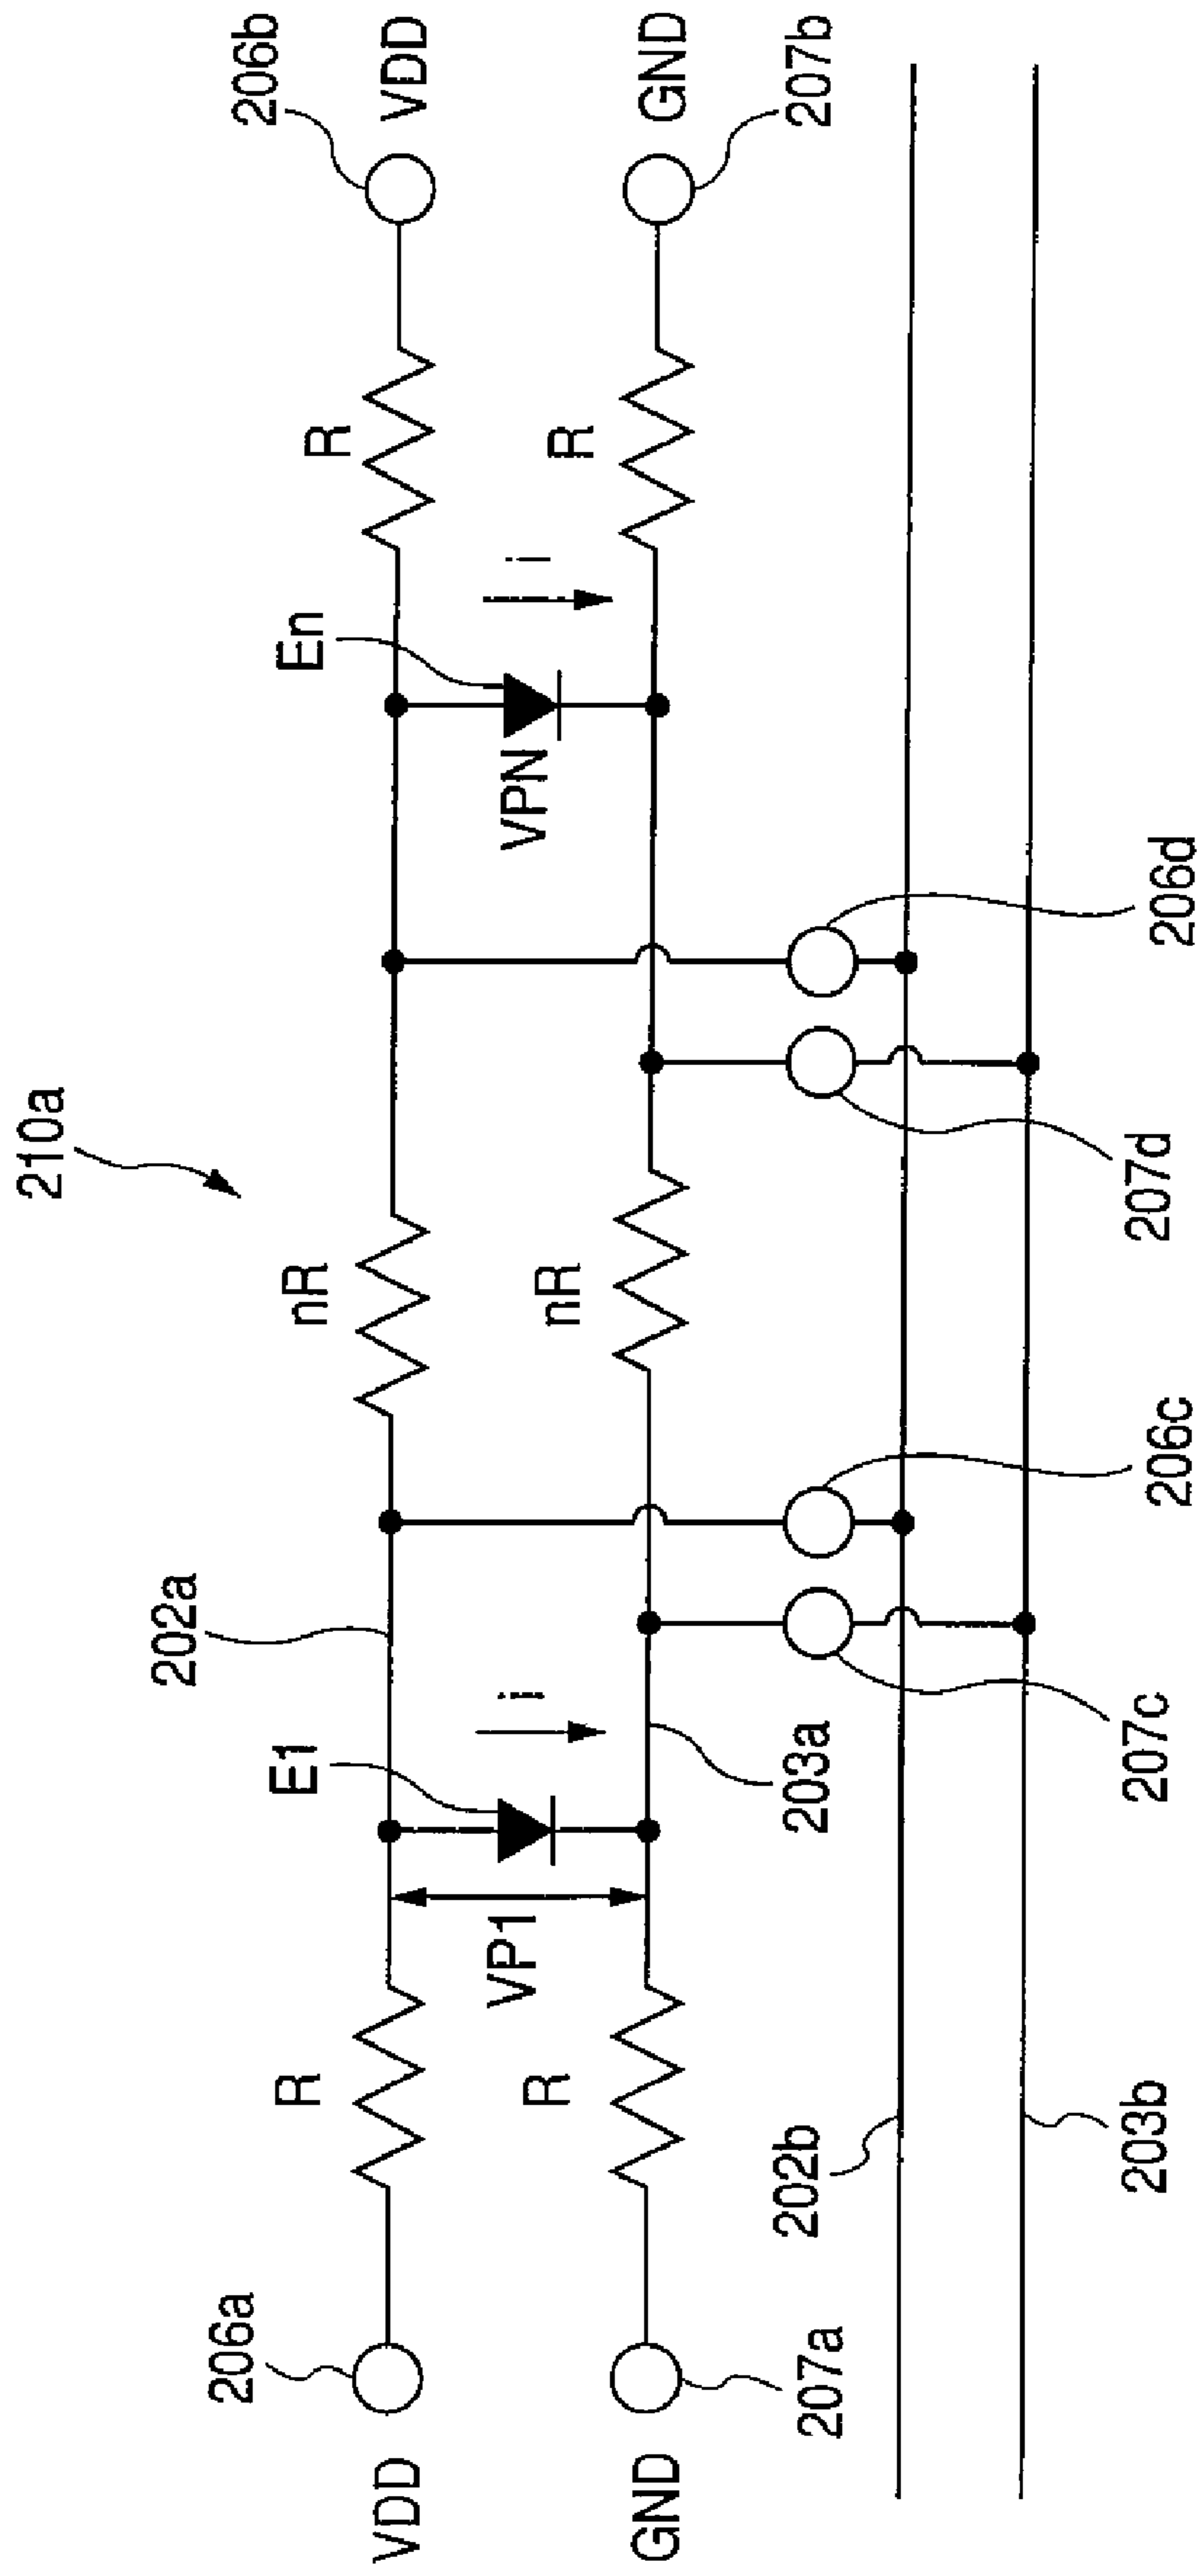 210a
206a
VDD
R
E1
202a
nR
En
R
206b
VDD
VP1
i
VPN
i
GND
R
203a
nR
R
GND
207a
207b
202b
203b
207c
206c
207d
206d